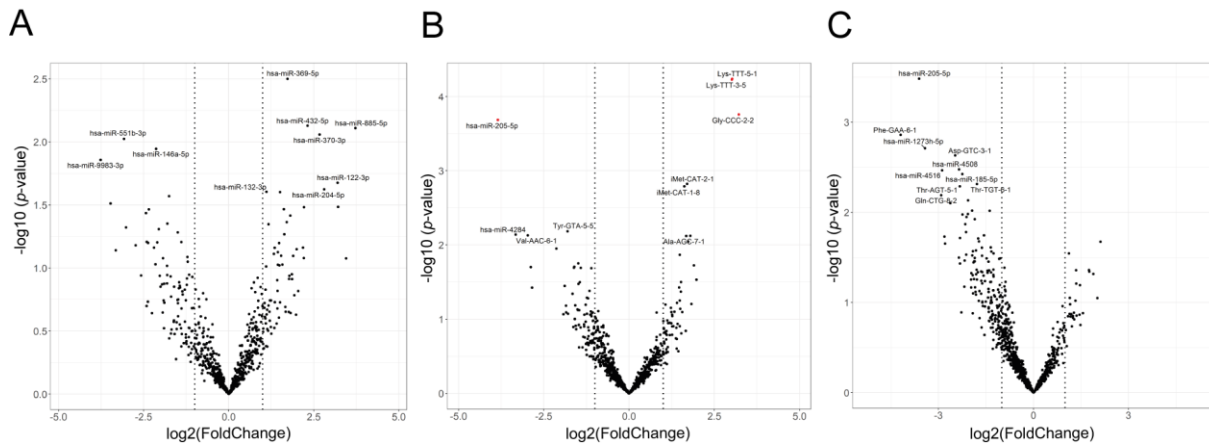 A
B
C
2.5
2.0
1.5
1.0
0.5
0.0
-log10 (p-value)
hsa-miR-369-5p
hsa-miR-432-5p
hsa-miR-885-5p
hsa-miR-370-3p
hsa-miR-551b-3p
hsa-miR-146a-5p
hsa-miR-9983-3p
hsa-miR-122-3p
hsa-miR-132-3p
hsa-miR-204-5p
-5.0
-2.5
0.0
2.5
5.0
log2(FoldChange)
4
3
2
1
0
-log10 (p-value)
Lys-TTT-5-1
Lys-TTT-3-5
Gly-CCC-2-2
hsa-miR-205-5p
iMet-CAT-2-1
iMet-CAT-1-8
Tyr-GTA-5-5
hsa-miR-4284
Val-AAC-6-1
Ala-AGC-7-1
-5.0
-2.5
0.0
2.5
5.0
log2(FoldChange)
3
2
1
0
-log10 (p-value)
hsa-miR-205-5p
Phe-GAA-6-1
hsa-miR-1273h-5p
Asp-GTC-3-1
hsa-miR-4508
hsa-miR-4516
hsa-miR-185-5p
Thr-AGT-5-1
Thr-TGT-6-1
Gln-CTG-8-2
-3
0
3
log2(FoldChange)